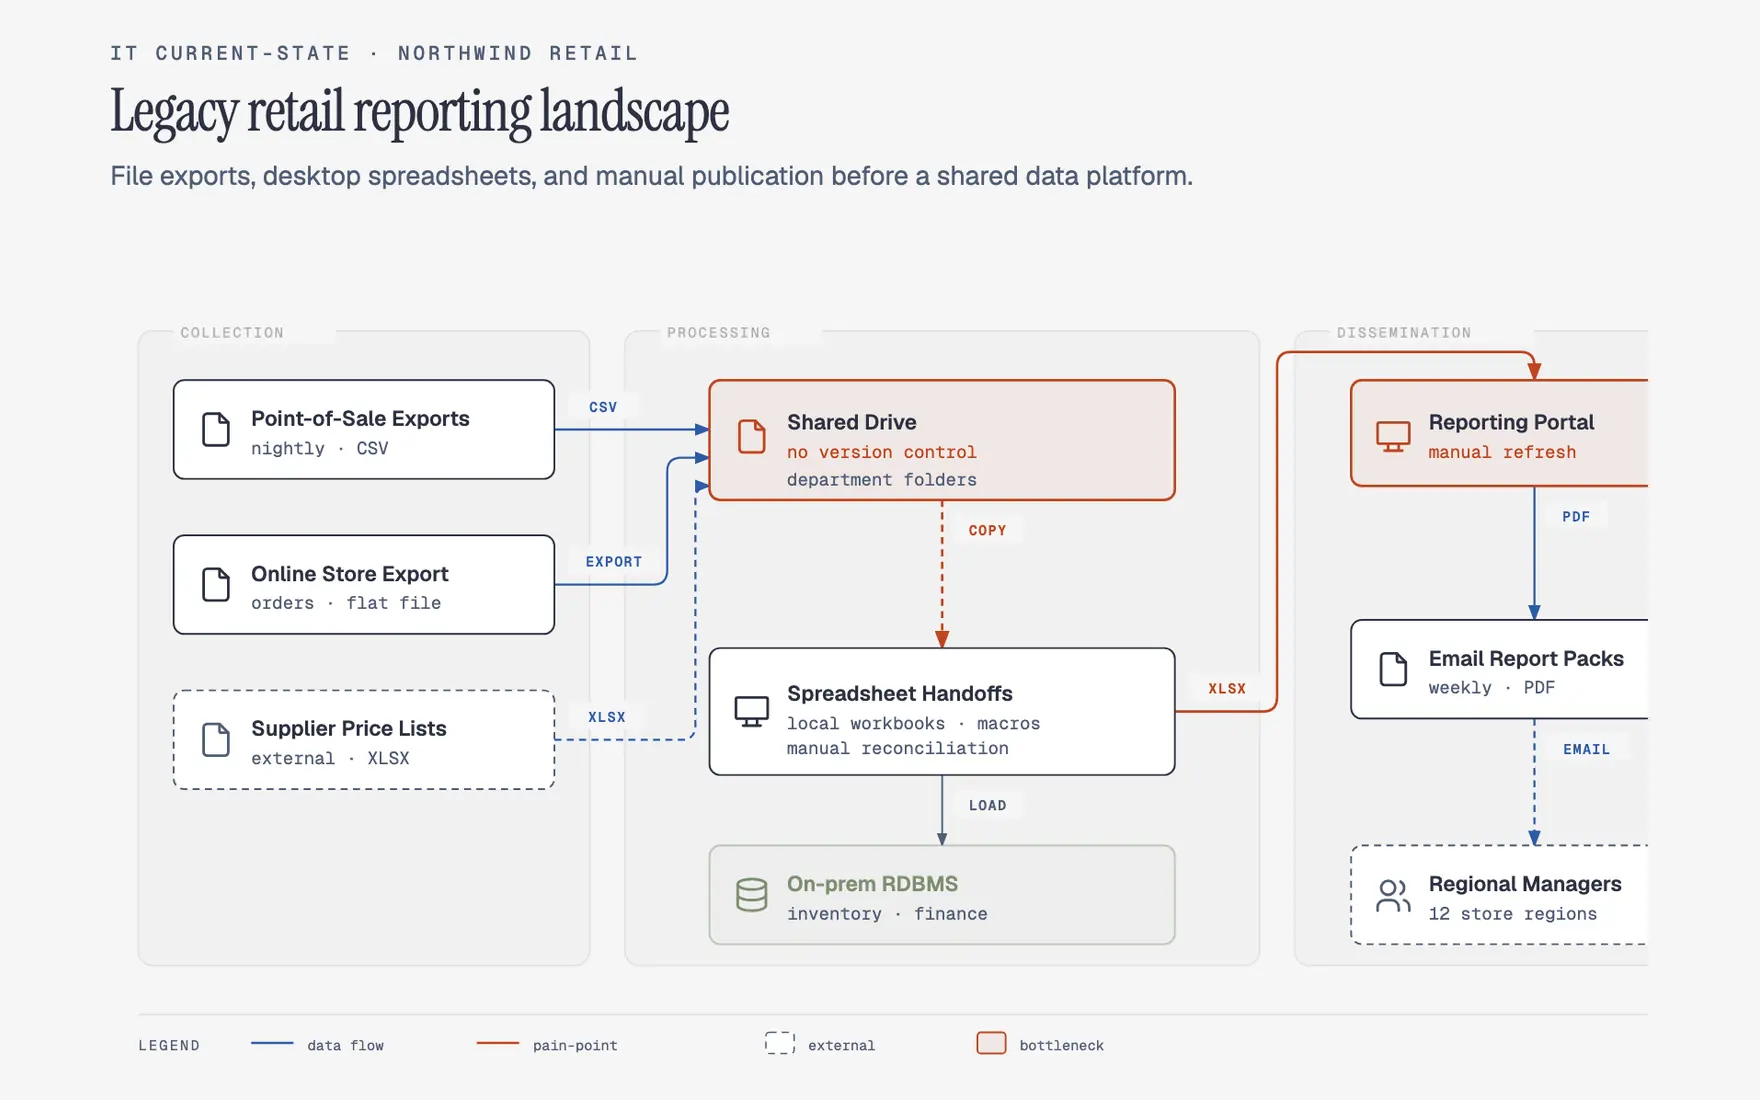 IT CURRENT-STATE · NORTHWIND RETAIL
Legacy retail reporting landscape
File exports, desktop spreadsheets, and manual publication before a shared data platform.
COLLECTION
Point-of-Sale Exports
nightly · CSV
Online Store Export
orders · flat file
Supplier Price Lists
external · XLSX
CSV
EXPORT
XLSX
PROCESSING
Shared Drive
no version control
department folders
COPY
Spreadsheet Handoffs
local workbooks · macros
manual reconciliation
LOAD
On-prem RDBMS
inventory · finance
XLSX
DISSEMINATION
Reporting Portal
manual refresh
PDF
Email Report Packs
weekly · PDF
EMAIL
Regional Managers
12 store regions
LEGEND
data flow
pain-point
external
bottleneck